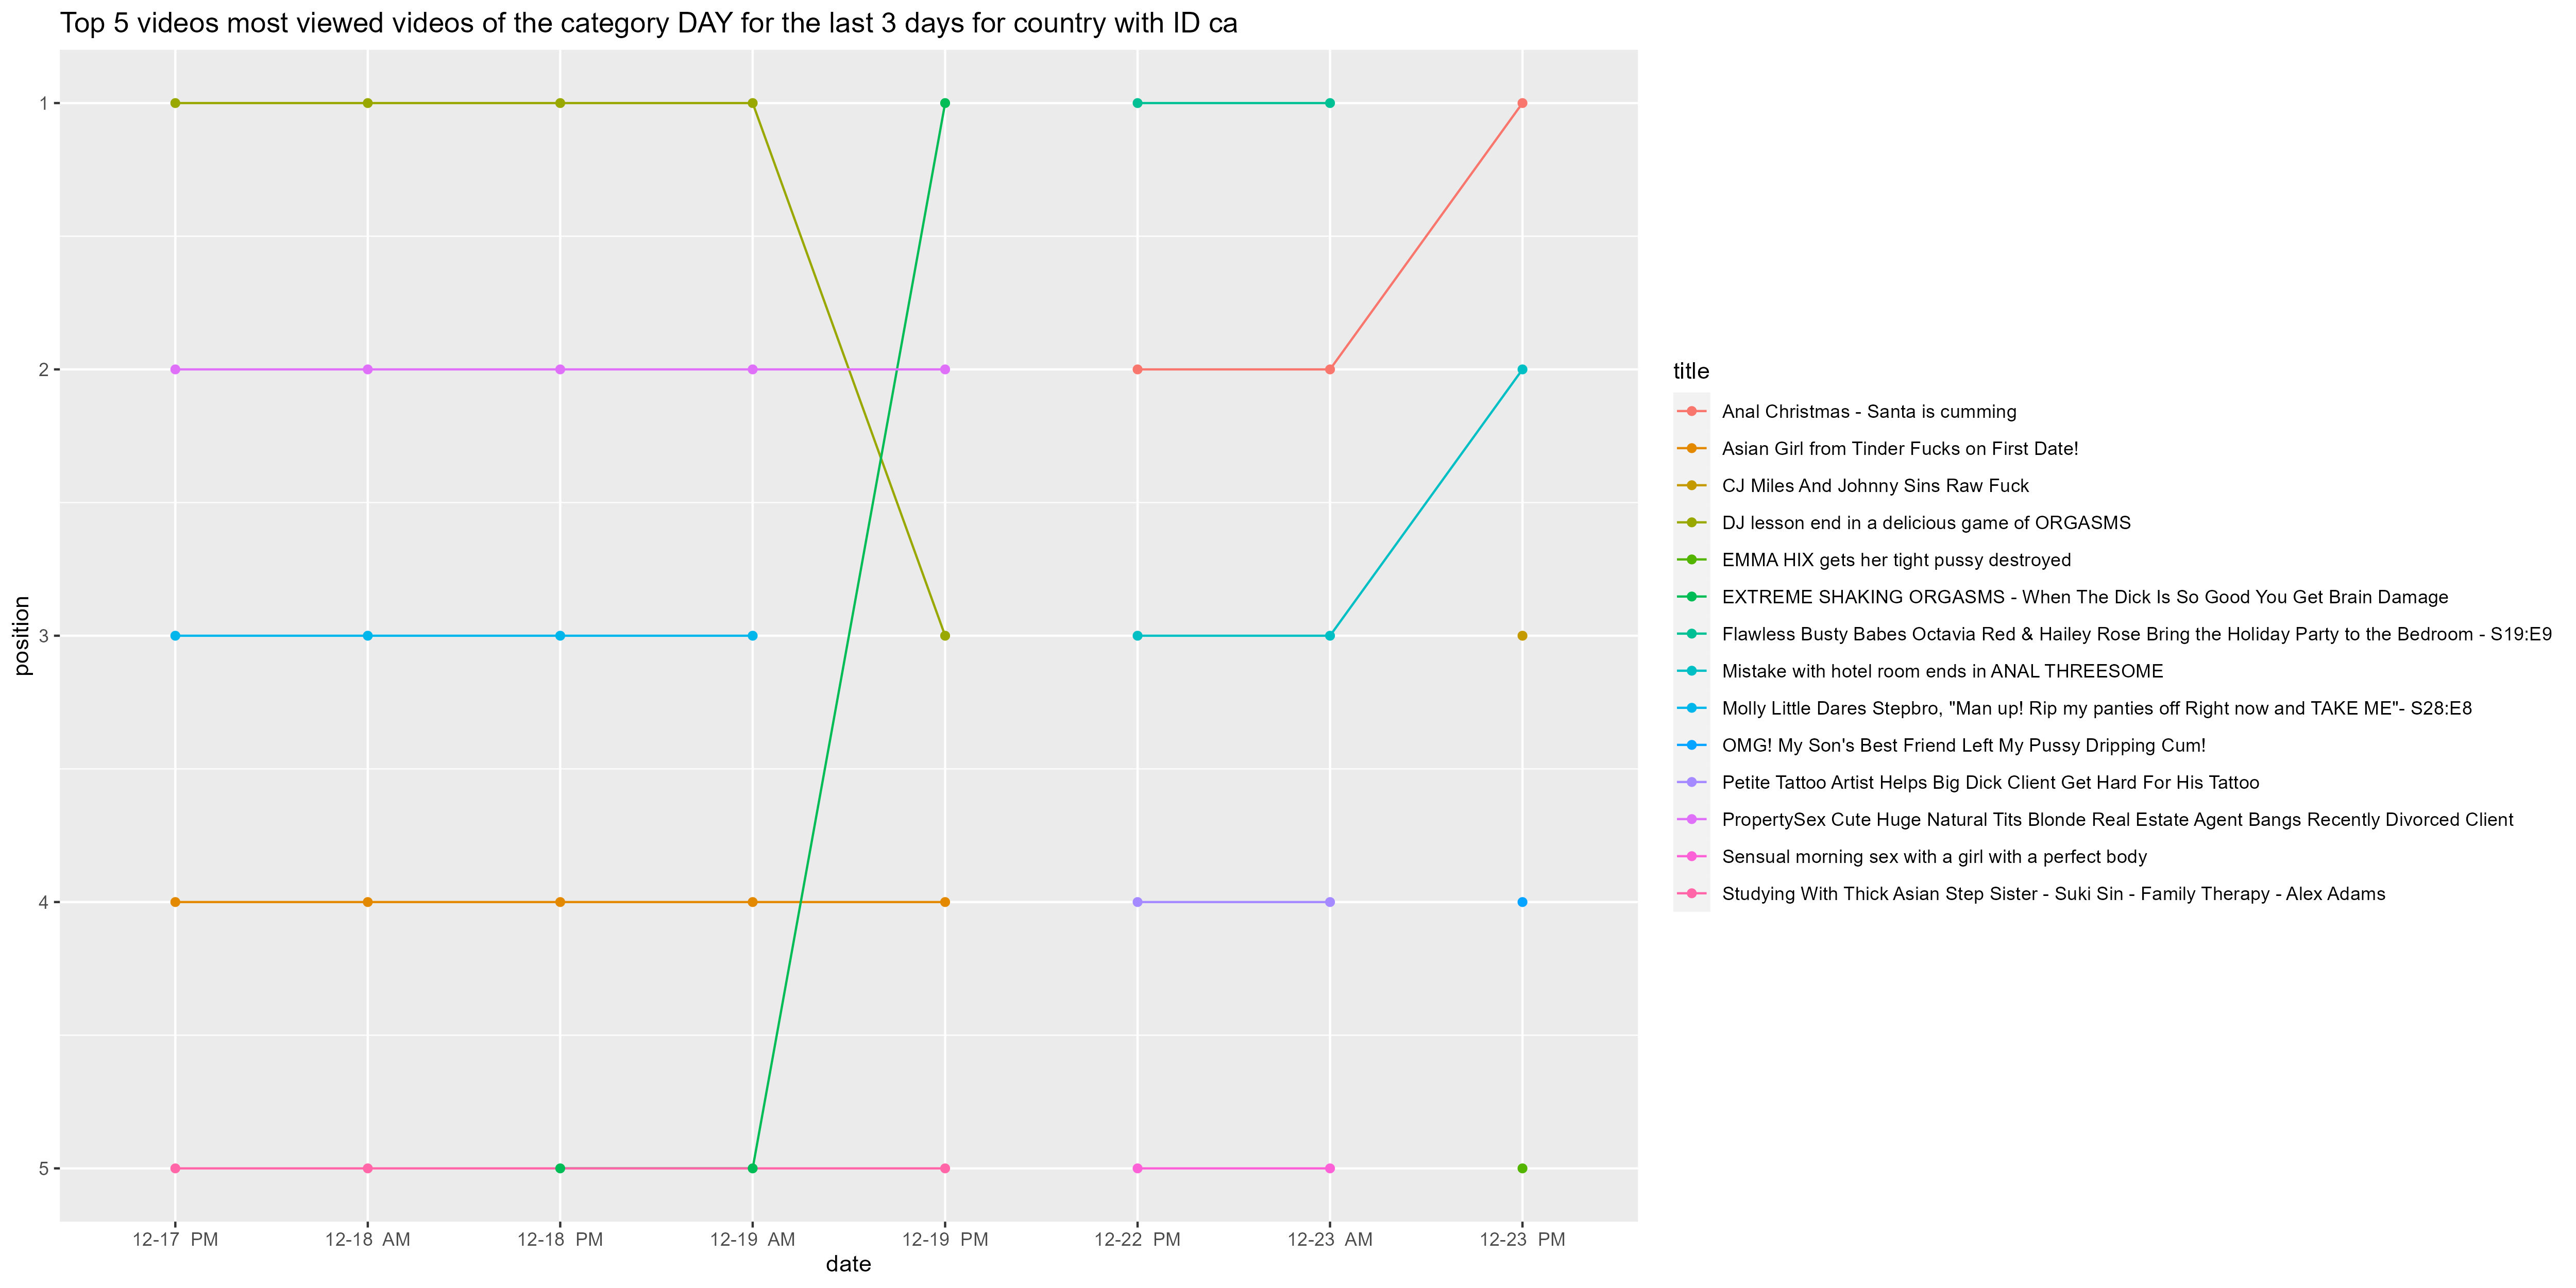 Top 5 videos most viewed videos of the category DAY for the last 3 days for country with ID ca
1
2
3
4
5
position
12-17 PM
12-18 AM
12-18 PM
12-19 AM
12-19 PM
12-22 PM
12-23 AM
12-23 PM
date
title
Anal Christmas - Santa is cumming
Asian Girl from Tinder Fucks on First Date!
CJ Miles And Johnny Sins Raw Fuck
DJ lesson end in a delicious game of ORGASMS
EMMA HIX gets her tight pussy destroyed
EXTREME SHAKING ORGASMS - When The Dick Is So Good You Get Brain Damage
Flawless Busty Babes Octavia Red & Hailey Rose Bring the Holiday Party to the Bedroom - S19:E9
Mistake with hotel room ends in ANAL THREESOME
Molly Little Dares Stepbro, "Man up! Rip my panties off Right now and TAKE ME"- S28:E8
OMG! My Son's Best Friend Left My Pussy Dripping Cum!
Petite Tattoo Artist Helps Big Dick Client Get Hard For His Tattoo
PropertySex Cute Huge Natural Tits Blonde Real Estate Agent Bangs Recently Divorced Client
Sensual morning sex with a girl with a perfect body
Studying With Thick Asian Step Sister - Suki Sin - Family Therapy - Alex Adams